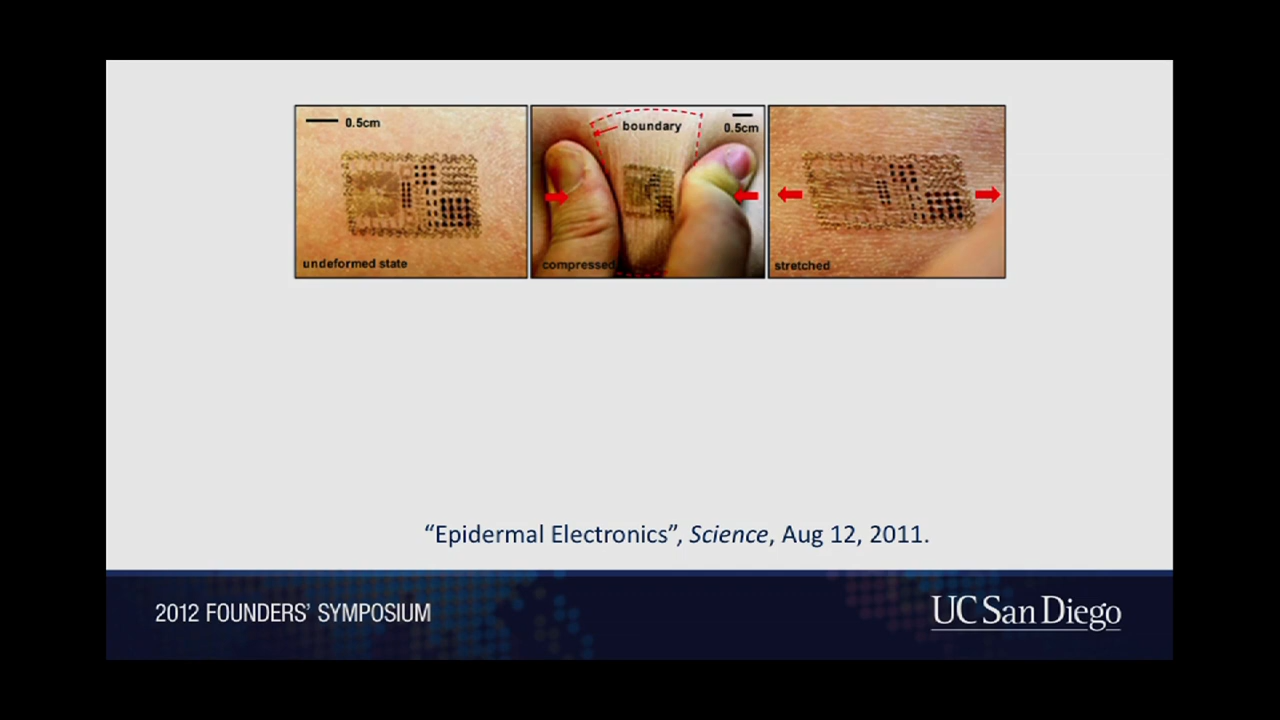 0.5cm
boundary
0.5cm
undeformed state
compressed
stretched
“Epidermal Electronics”, Science, Aug 12, 2011.
2012 FOUNDERS’ SYMPOSIUM
UC San Diego